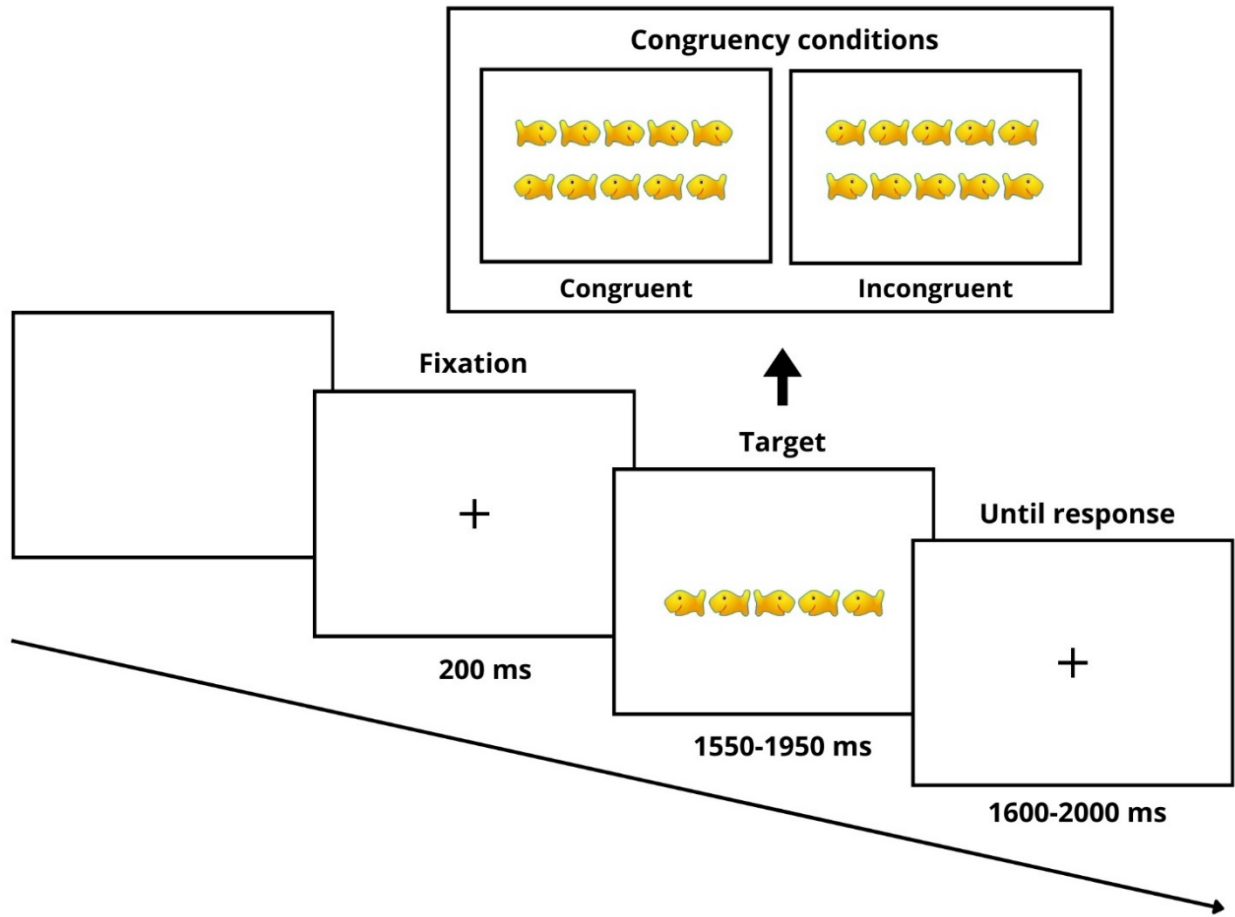 Congruency conditions
Congruent
Incongruent
Fixation
200 ms
Target
1550-1950 ms
Until response
1600-2000 ms